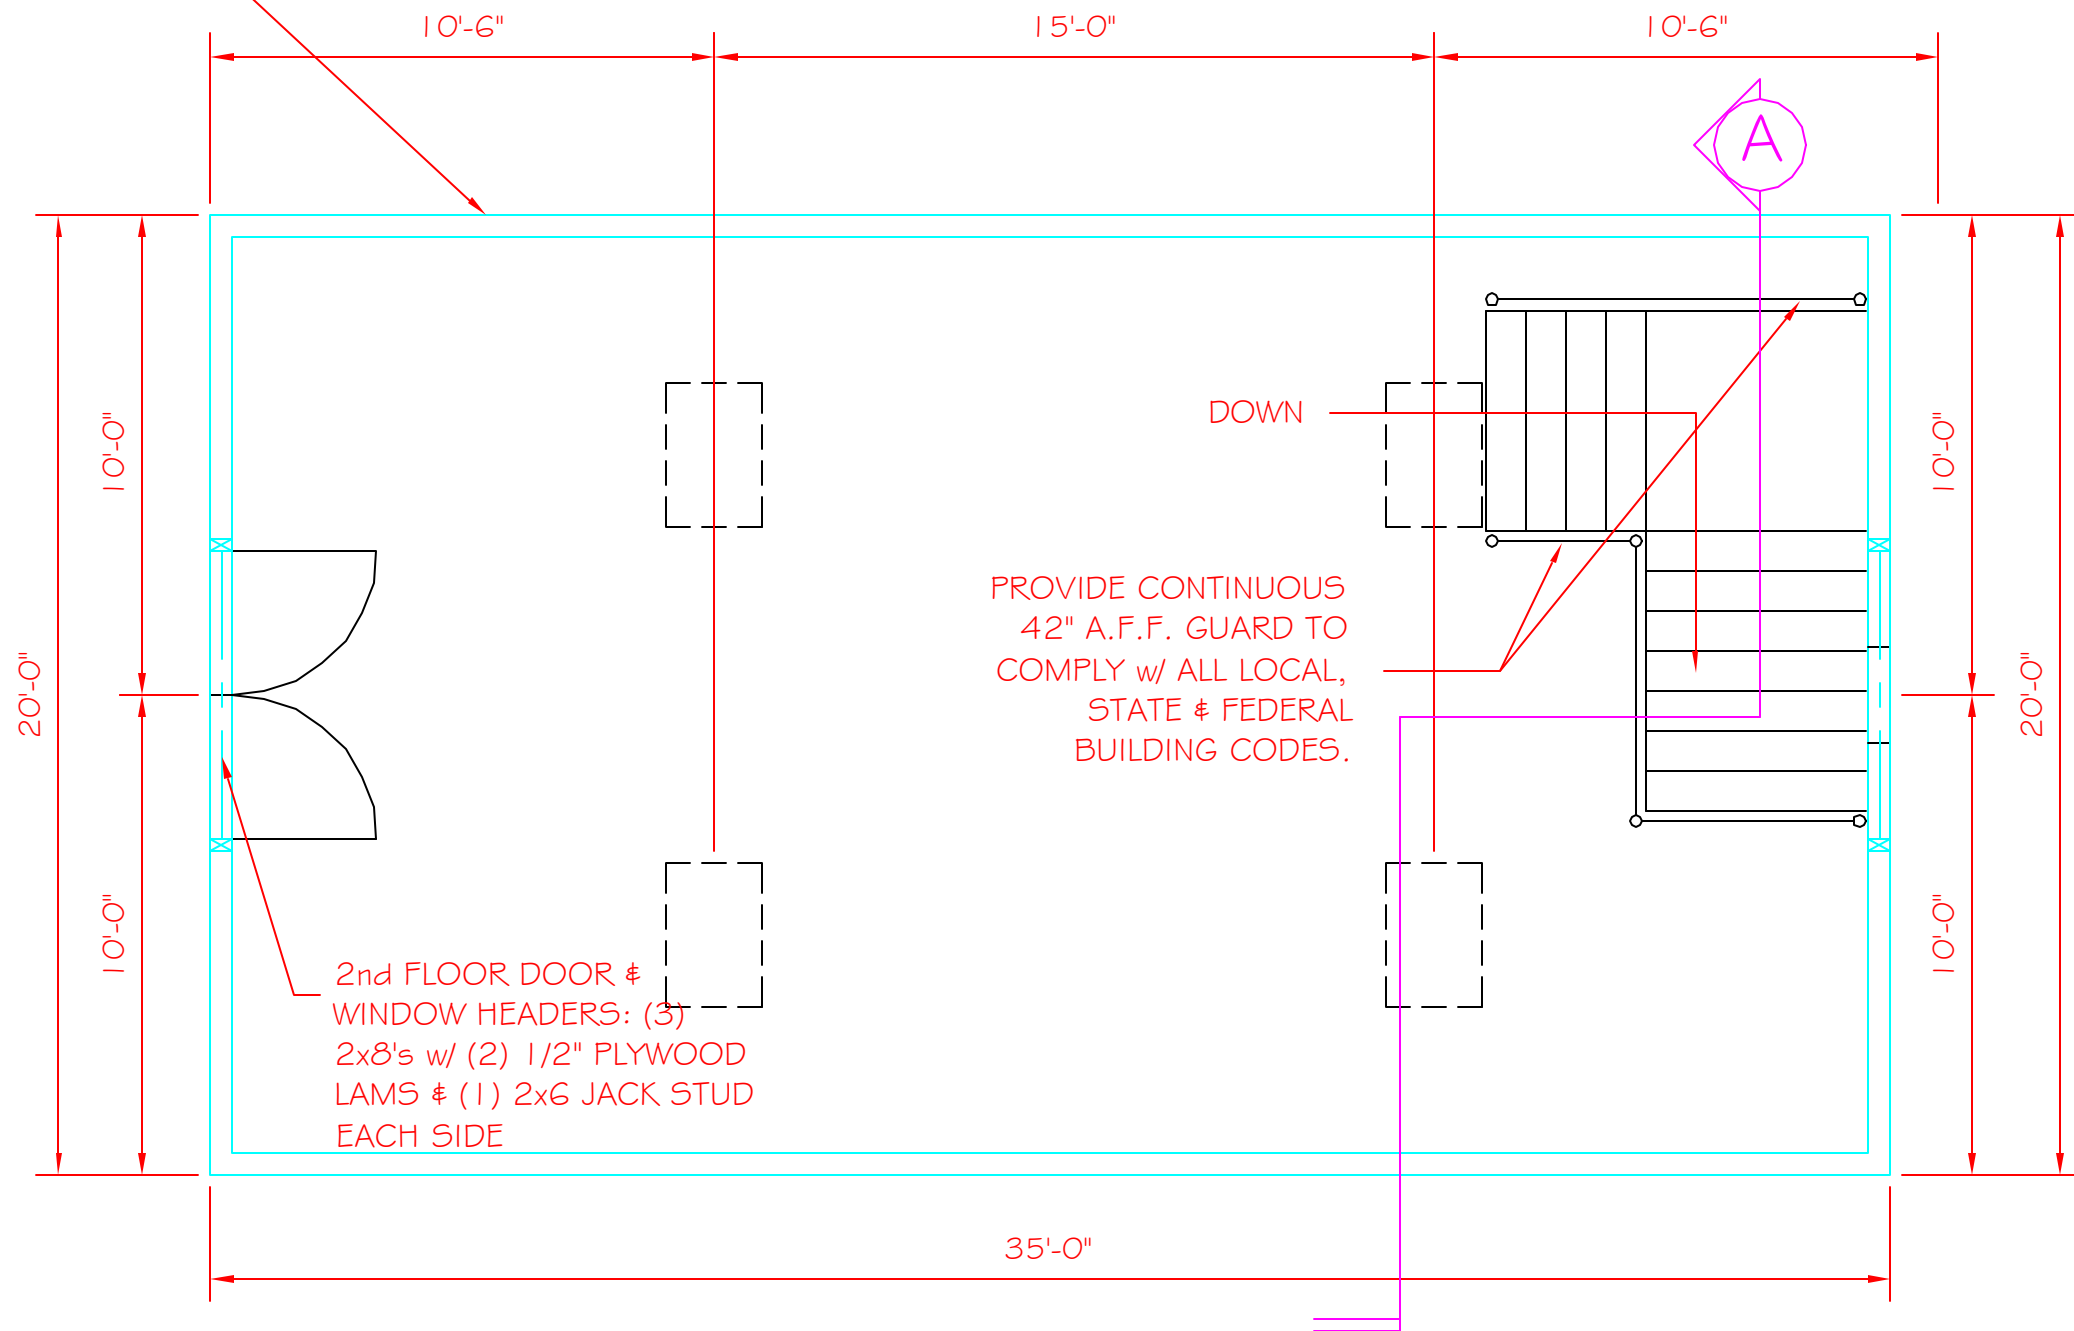 10'-6"
15'-0"
10'-6"
A
10'-0"
DOWN
10'-0"
PROVIDE CONTINUOUS
42" A.F.F. GUARD TO
COMPLY w/ ALL LOCAL,
STATE & FEDERAL
BUILDING CODES.
20'-0"
20'-0"
10'-0"
10'-0"
2nd FLOOR DOOR &
WINDOW HEADERS: (3)
2x8's w/ (2) 1/2" PLYWOOD
LAMS & (1) 2x6 JACK STUD
EACH SIDE
35'-0"